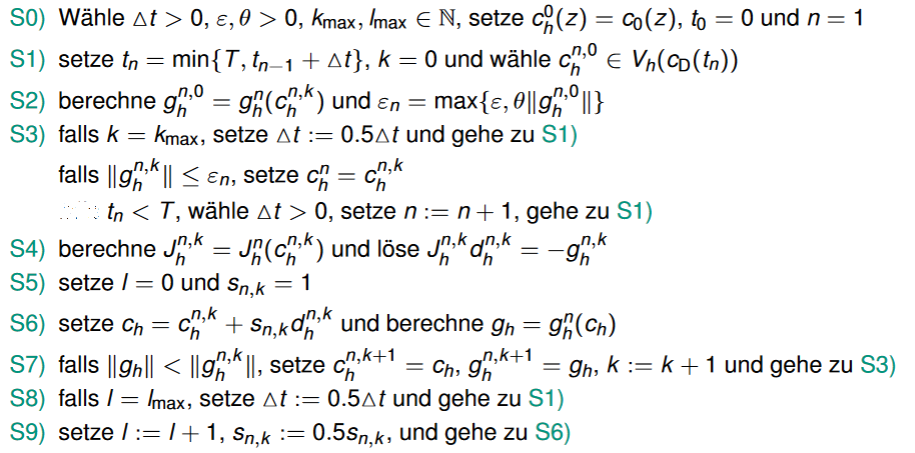 S0) Wähle △t > 0, ε, θ > 0, k_max, l_max ∈ ℕ, setze c_h^0(z) = c_0(z), t_0 = 0 und n = 1
S1) setze t_n = min{T, t_{n−1} + △t}, k = 0 und wähle c_h^{n,0} ∈ V_h(c_D(t_n))
S2) berechne g_h^{n,0} = g_h^n(c_h^{n,k}) und ε_n = max{ε, θ‖g_h^{n,0}‖}
S3) falls k = k_max, setze △t := 0.5△t und gehe zu S1)
falls ‖g_h^{n,k}‖ ≤ ε_n, setze c_h^n = c_h^{n,k}
t_n < T, wähle △t > 0, setze n := n + 1, gehe zu S1)
S4) berechne J_h^{n,k} = J_h^n(c_h^{n,k}) und löse J_h^{n,k} d_h^{n,k} = −g_h^{n,k}
S5) setze l = 0 und s_{n,k} = 1
S6) setze c_h = c_h^{n,k} + s_{n,k} d_h^{n,k} und berechne g_h = g_h^n(c_h)
S7) falls ‖g_h‖ < ‖g_h^{n,k}‖, setze c_h^{n,k+1} = c_h, g_h^{n,k+1} = g_h, k := k + 1 und gehe zu S3)
S8) falls l = l_max, setze △t := 0.5△t und gehe zu S1)
S9) setze l := l + 1, s_{n,k} := 0.5s_{n,k}, und gehe zu S6)